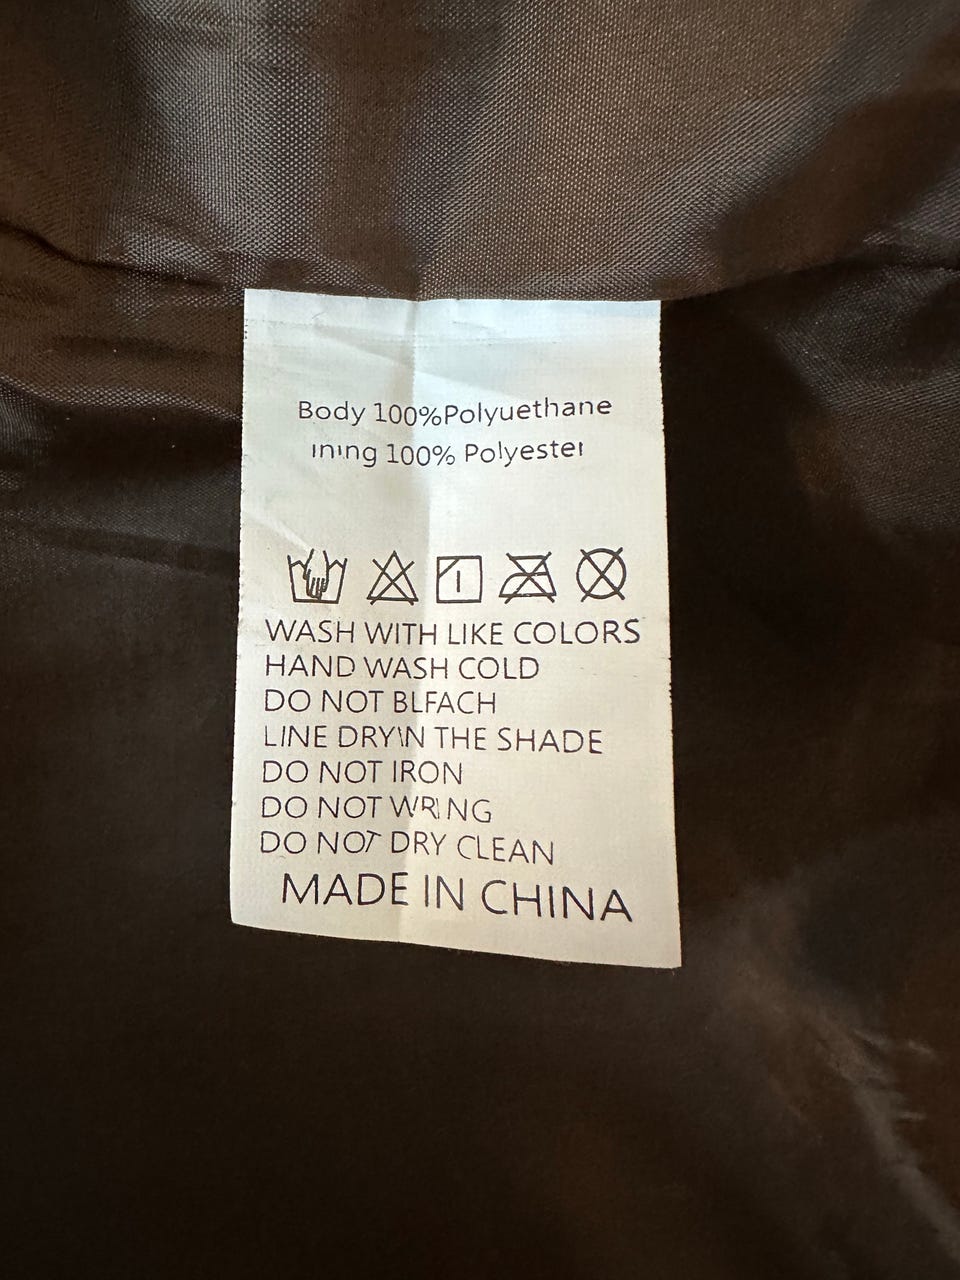 Body 100%Polyuethane
ining 100% Polyester
WASH WITH LIKE COLORS
HAND WASH COLD
DO NOT BLFACH
LINE DRY\IN THE SHADE
DO NOT IRON
DO NOT WRING
DO NOT DRY CLEAN
MADE IN CHINA